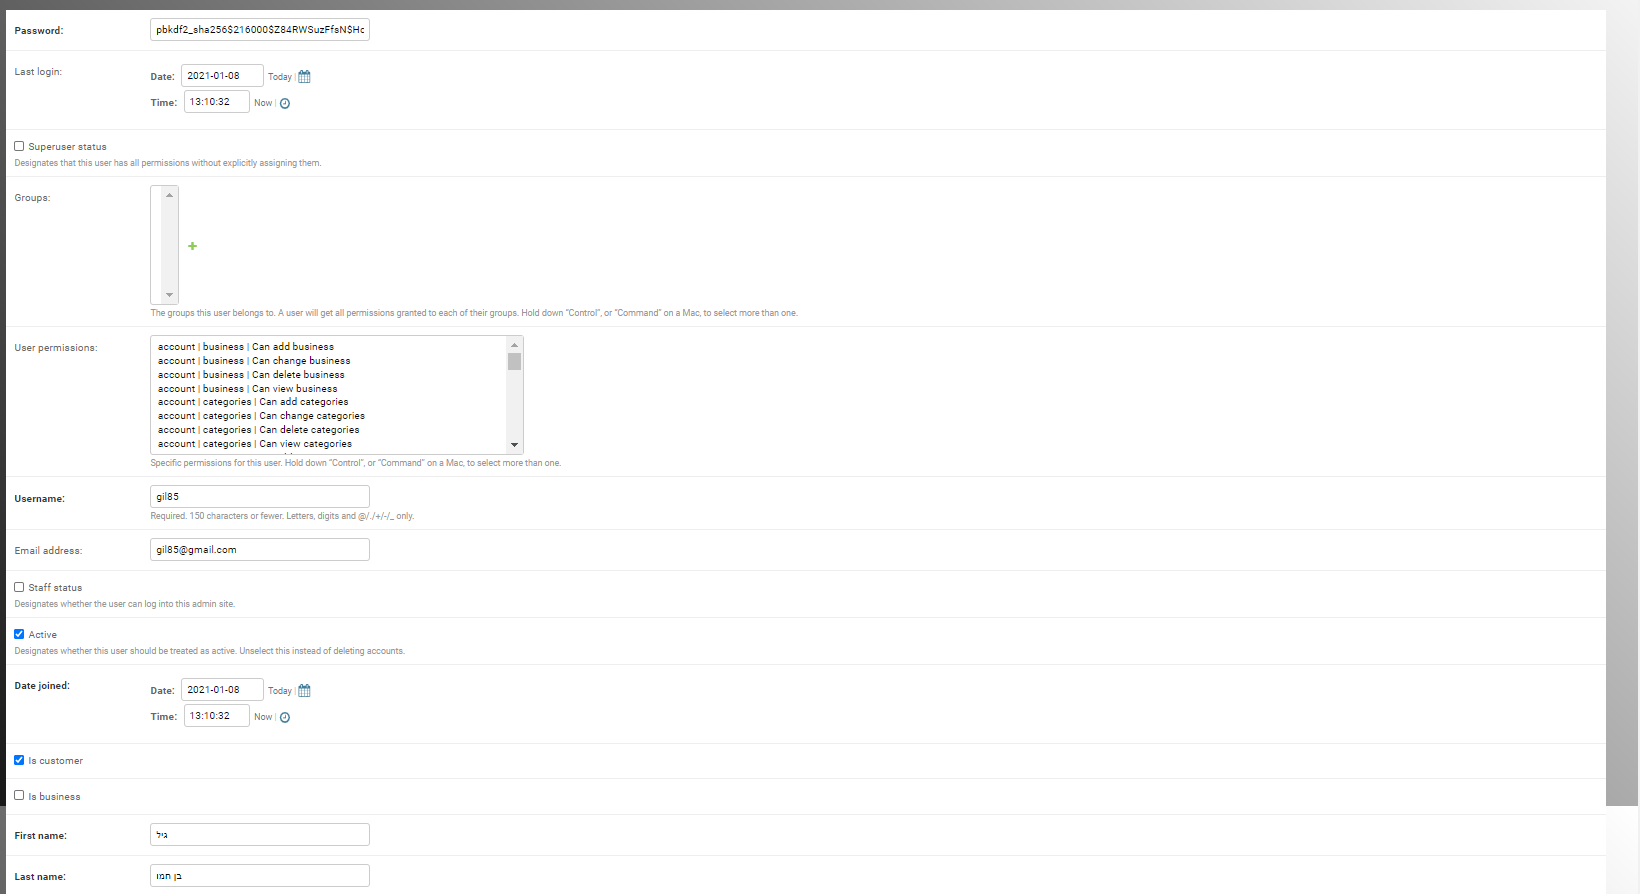 Password: pbkdf2_sha256$216000$Z84RWSuzFfsN$Hc
Last login: Date: 2021-01-08 Today |
Time: 13:10:32 Now |
Superuser status
Designates that this user has all permissions without explicitly assigning them.
Groups:
The groups this user belongs to. A user will get all permissions granted to each of their groups. Hold down “Control”, or “Command” on a Mac, to select more than one.
User permissions:
account | business | Can add business
account | business | Can change business
account | business | Can delete business
account | business | Can view business
account | categories | Can add categories
account | categories | Can change categories
account | categories | Can delete categories
account | categories | Can view categories
Specific permissions for this user. Hold down “Control”, or “Command” on a Mac, to select more than one.
Username: gil85
Required. 150 characters or fewer. Letters, digits and @/./+/-/_ only.
Email address: gil85@gmail.com
Staff status
Designates whether the user can log into this admin site.
Active
Designates whether this user should be treated as active. Unselect this instead of deleting accounts.
Date joined: Date: 2021-01-08 Today |
Time: 13:10:32 Now |
Is customer
Is business
First name: גיל
Last name: בן חמו